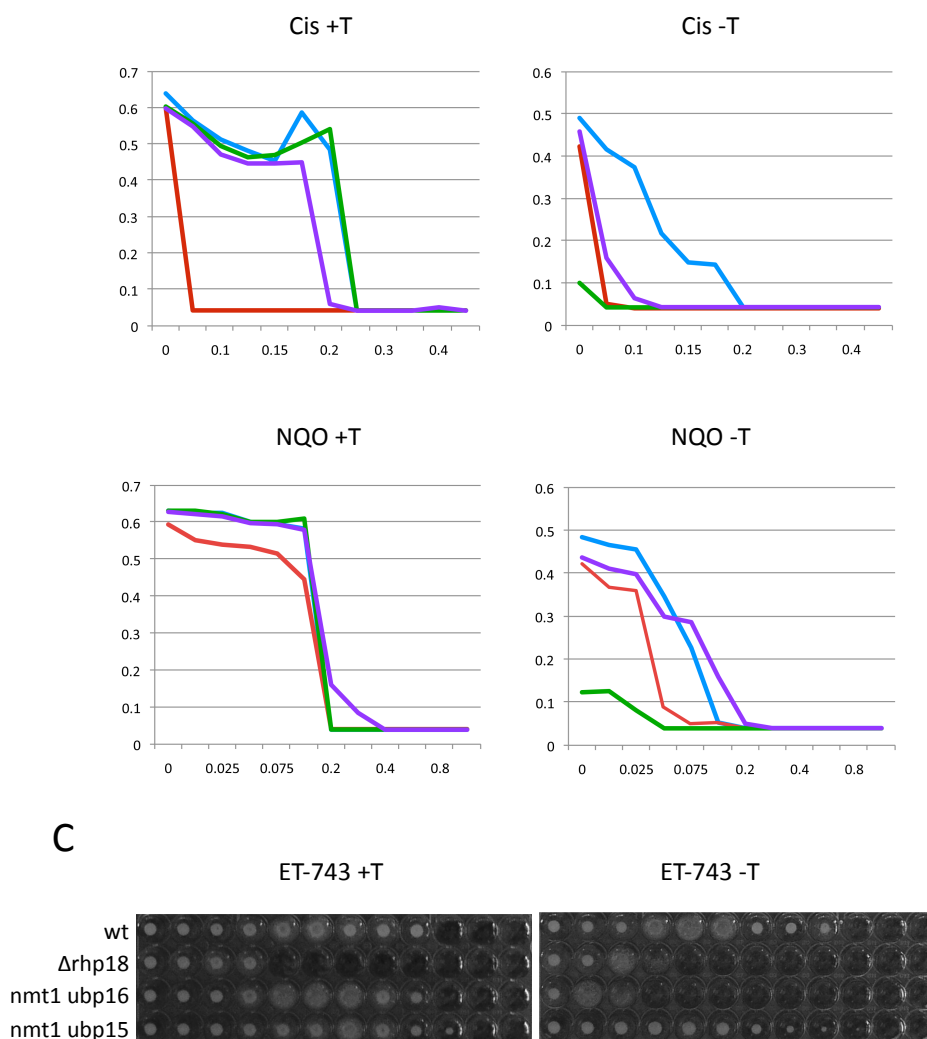 Cis +T
Cis -T
0.7
0.6
0.5
0.4
0.3
0.2
0.1
0
0 0.1 0.15 0.2 0.3 0.4
0.6
0.5
0.4
0.3
0.2
0.1
0
0 0.1 0.15 0.2 0.3 0.4
NQO +T
NQO -T
0.7
0.6
0.5
0.4
0.3
0.2
0.1
0
0 0.025 0.075 0.2 0.4 0.8
0.6
0.5
0.4
0.3
0.2
0.1
0
0 0.025 0.075 0.2 0.4 0.8
C
ET-743 +T
ET-743 -T
wt
Δrhp18
nmt1 ubp16
nmt1 ubp15